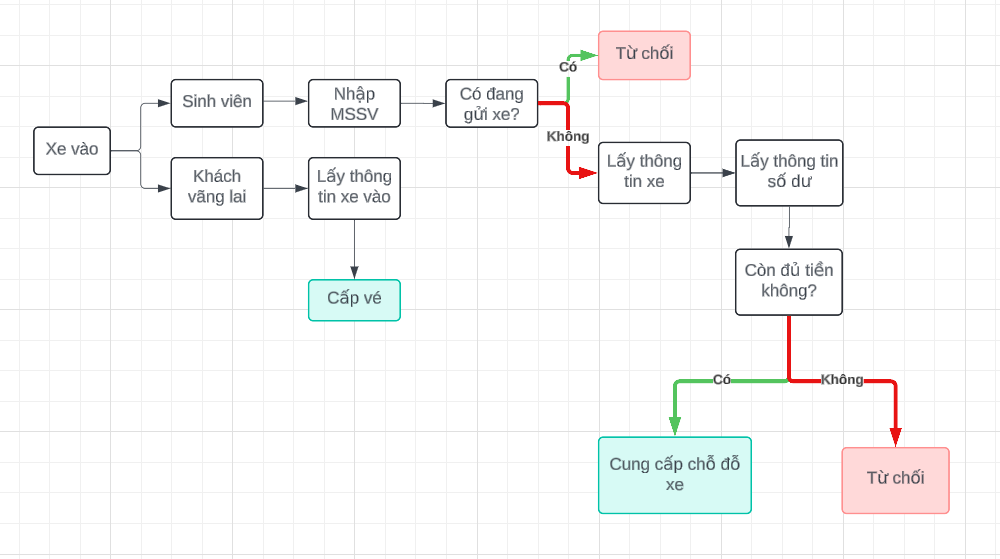 Từ chối
Có
Sinh viên
Nhập
MSSV
Có đang
gửi xe?
Không
Xe vào
Khách
vãng lai
Lấy thông
tin xe vào
Lấy thông
tin xe
Lấy thông tin
số dư
Cấp vé
Còn đủ tiền
không?
Có
Không
Cung cấp chỗ đỗ
xe
Từ chối